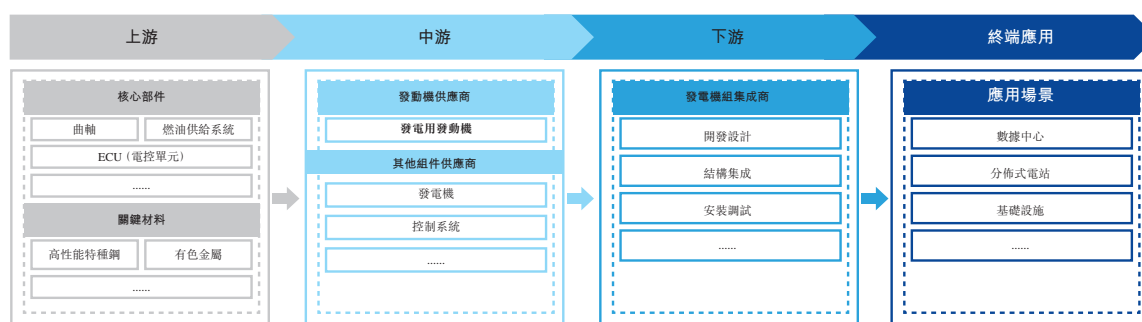 上游
中游
下游
終端應用
核心部件
曲軸
燃油供給系統
ECU (電控單元)
......
關鍵材料
高性能特種鋼
有色金屬
......
發動機供應商
發電用發動機
其他組件供應商
發電機
控制系統
......
發電機組集成商
開發設計
結構集成
安裝調試
......
應用場景
數據中心
分佈式電站
基礎設施
......